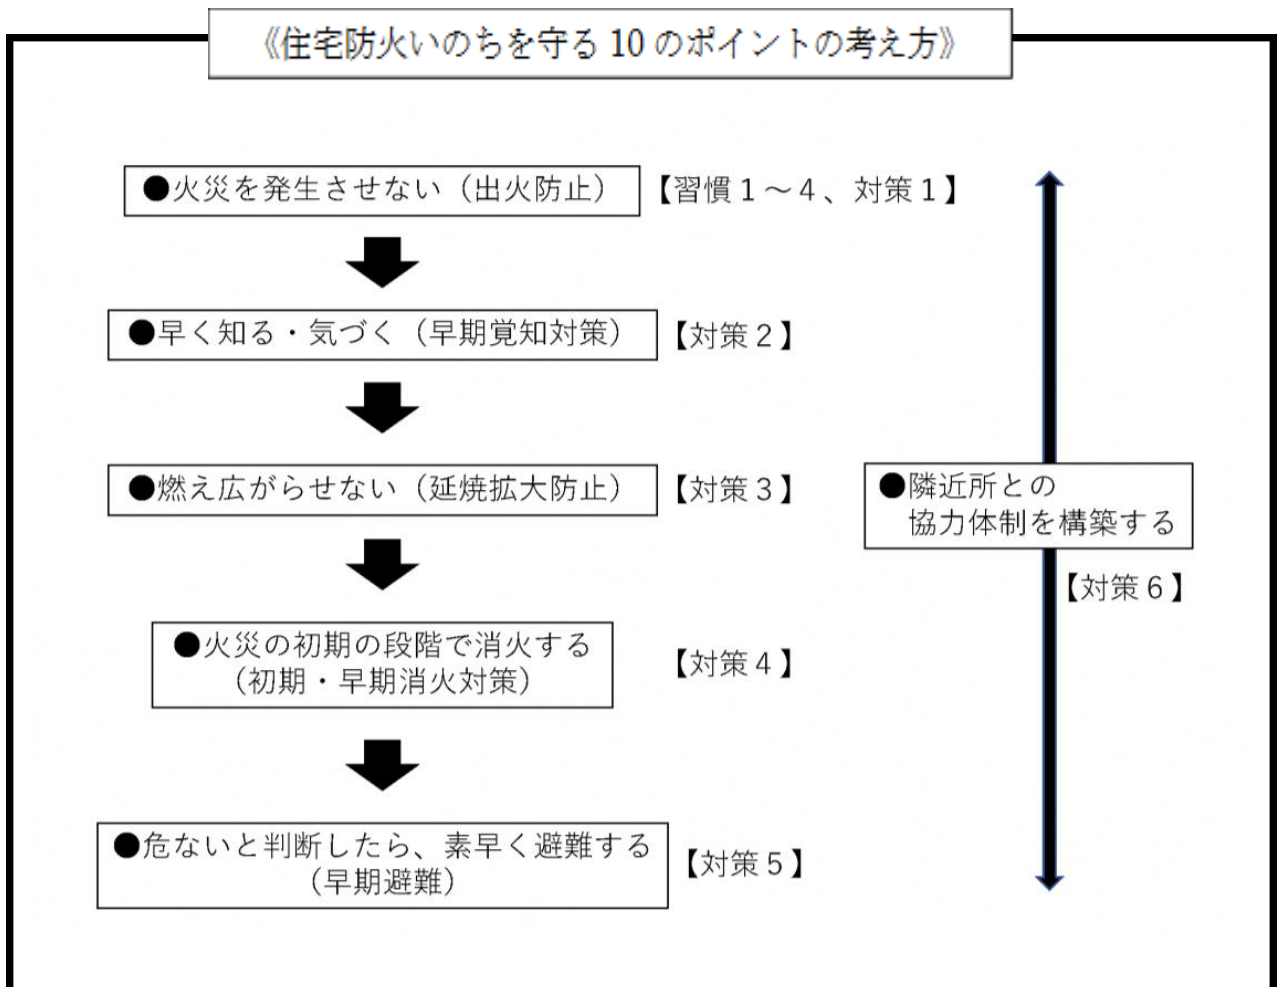 《住宅防火いのちを守る 10 のポイントの考え方》
●火災を発生させない（出火防止）
【習慣１～４、対策１】
●早く知る・気づく（早期覚知対策）
【対策２】
●燃え広がらせない（延焼拡大防止）
【対策３】
●隣近所との
協力体制を構築する
【対策６】
●火災の初期の段階で消火する
（初期・早期消火対策）
【対策４】
●危ないと判断したら、素早く避難する
（早期避難）
【対策５】